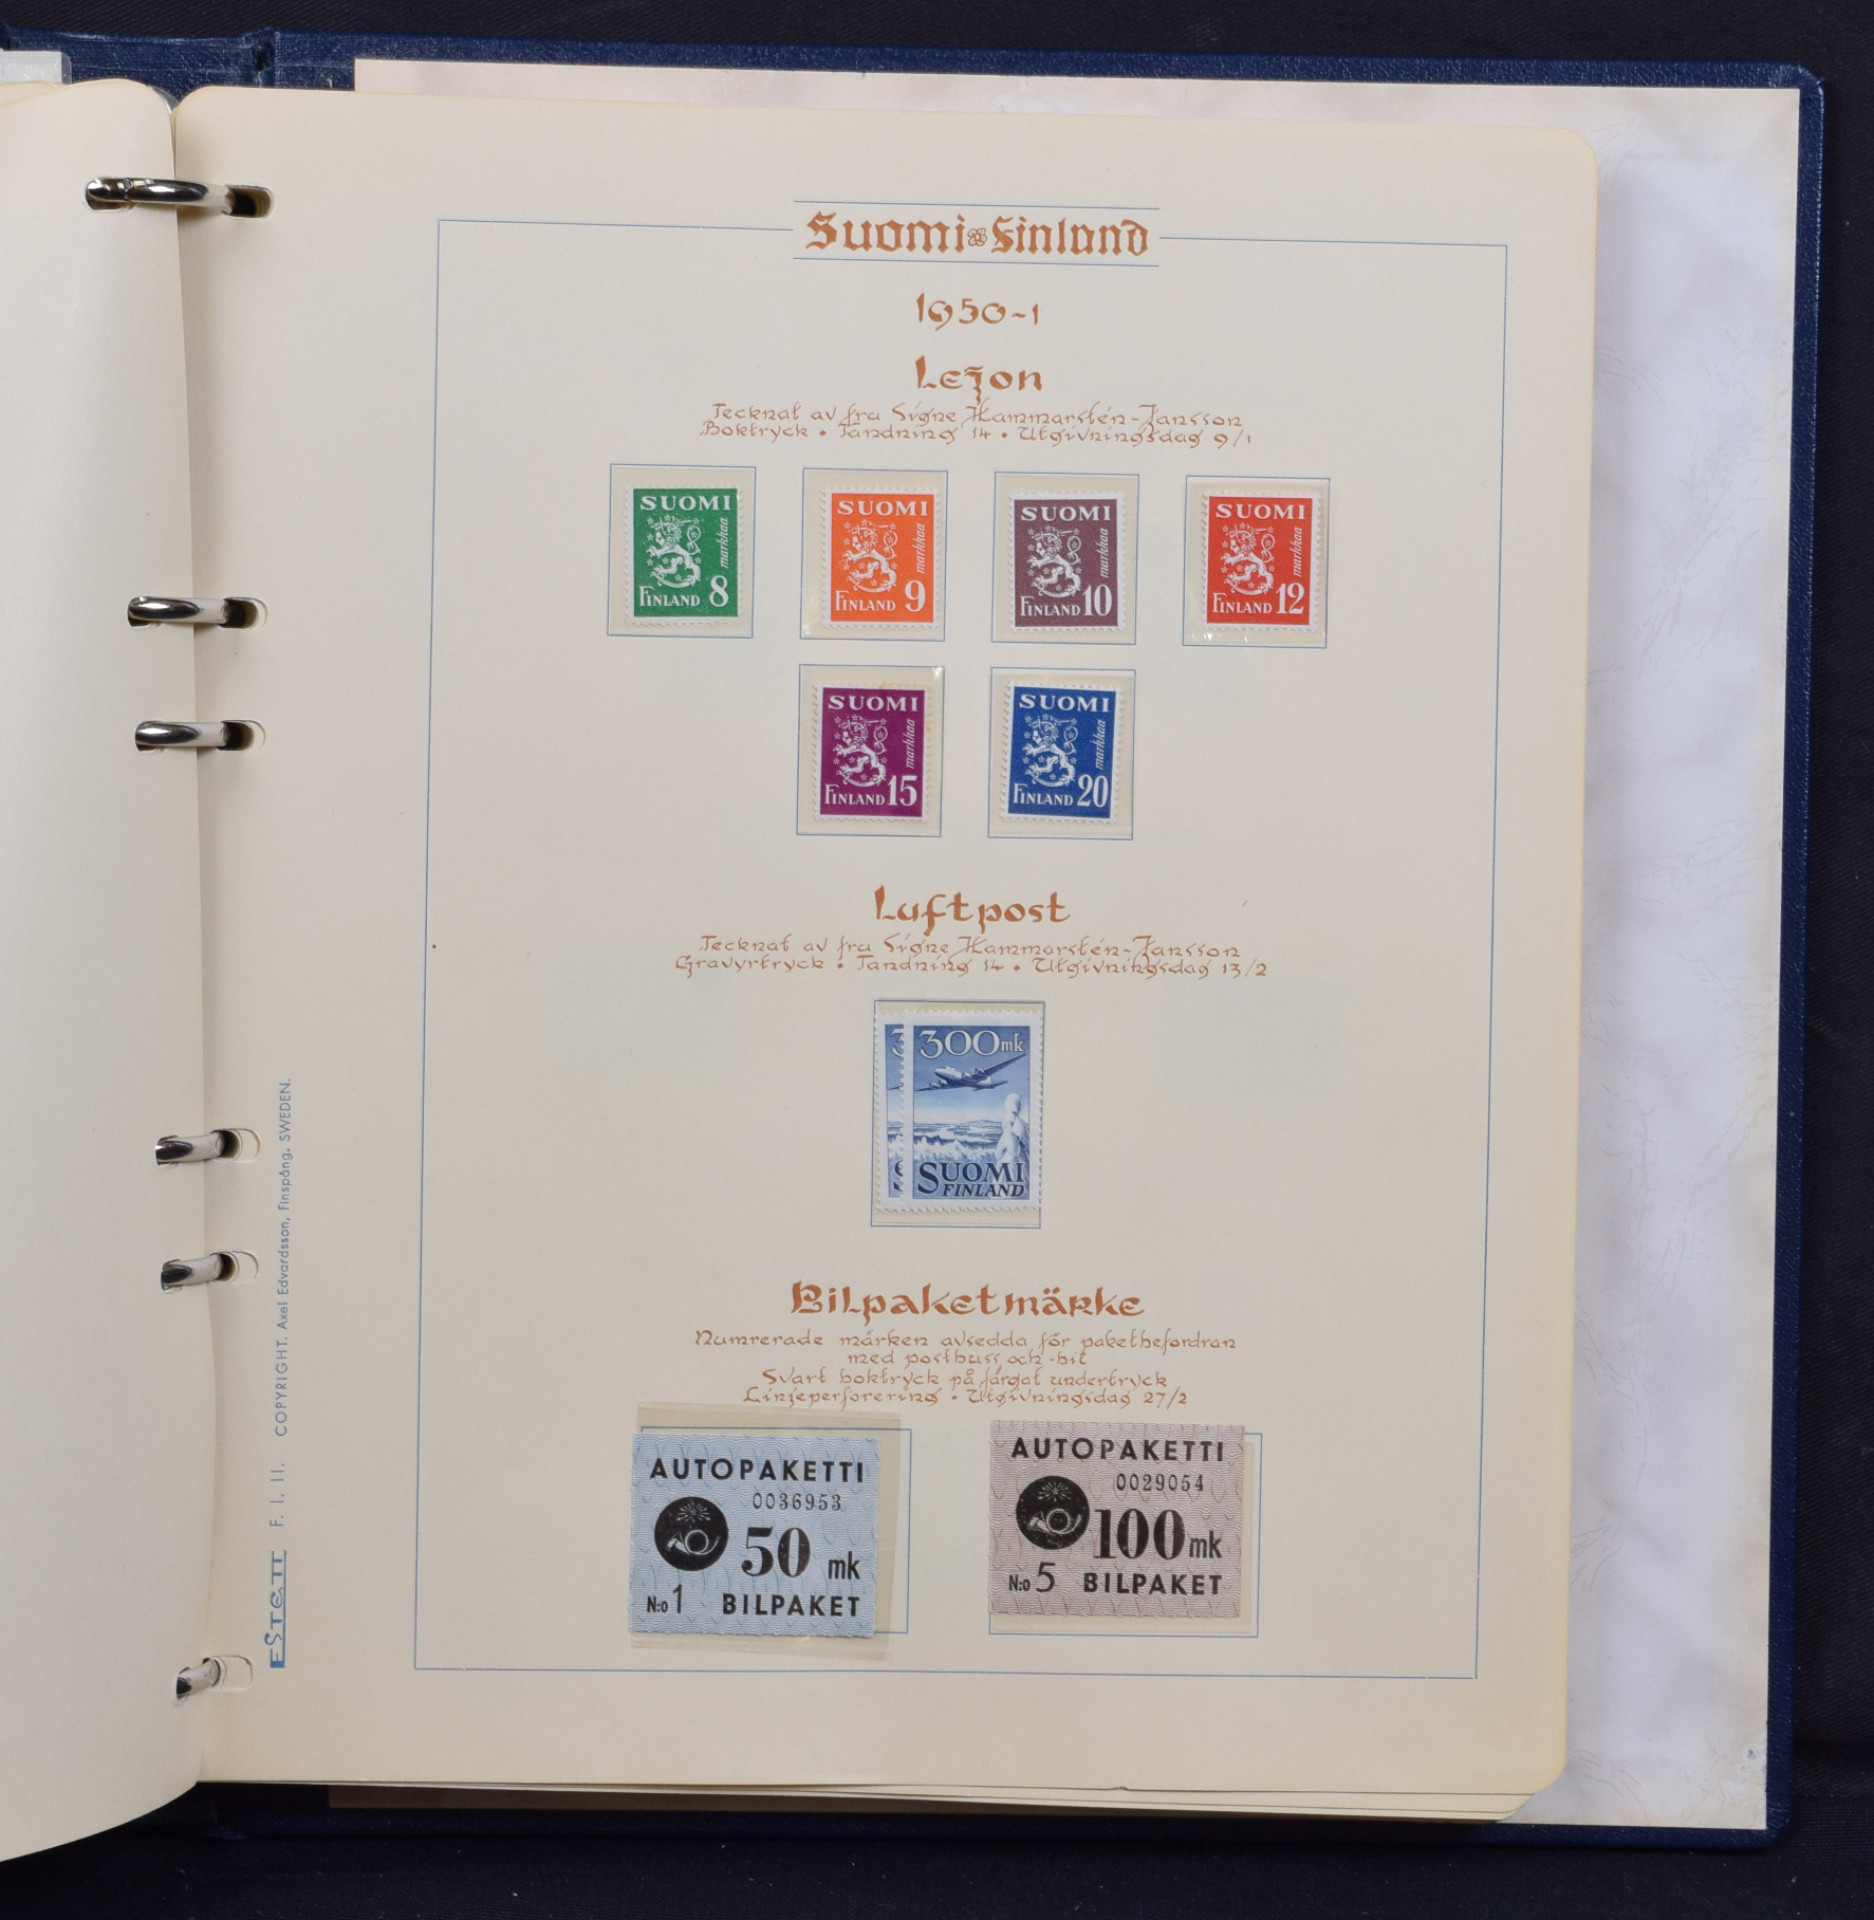 Suomi Finland
1950-1
Lejon
Tecknat av fru Signe Hammarstén-Jansson
Boktryck • Tandning 14 • Utgivningsdag 9/1
SUOMI
markkaa
FINLAND 8
SUOMI
markkaa
FINLAND 9
SUOMI
markkaa
FINLAND 10
SUOMI
markkaa
FINLAND 12
SUOMI
markkaa
FINLAND 15
SUOMI
markkaa
FINLAND 20
Luftpost
Tecknat av fru Signe Hammarstén-Jansson
Gravyrtryck • Tandning 14 • Utgivningsdag 13/2
300 mk
SUOMI
FINLAND
Bilpaketmärke
Numrerade märken avsedda för paketbefordran
med postbuss och -bil
Svart boktryck på färgat undertryck
Linjeperforering • Utgivningsdag 27/2
AUTOPAKETTI
0036953
50 mk
N:o 1 BILPAKET
AUTOPAKETTI
0029054
100 mk
N:o 5 BILPAKET
ESTETT F. I. 11. COPYRIGHT. Axel Edvardsson, Finspång. SWEDEN.